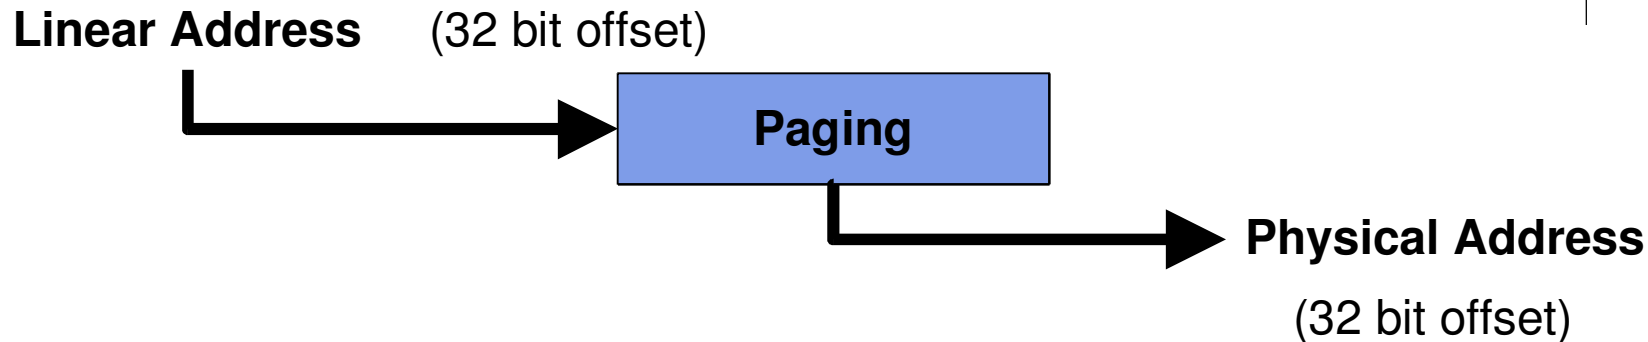 Linear Address (32 bit offset)
Paging
Physical Address
(32 bit offset)